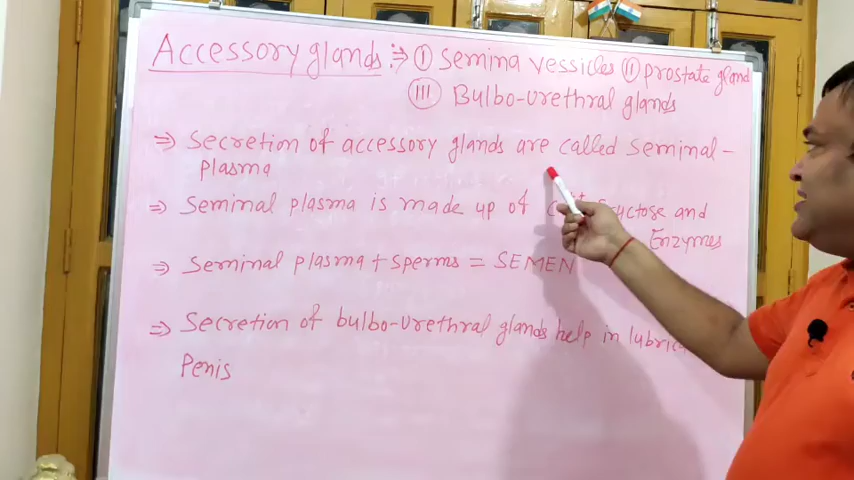 Accessory glands :⇒ (I) Semina vessicles (II) prostate gland
(III) Bulbo-urethral glands
⇒ Secretion of accessory glands are called seminal-
plasma
⇒ Seminal plasma is made up of and
Enzymes
⇒ Seminal plasma + sperms = SEMEN
⇒ Secretion of bulbo-urethral glands help in
Penis